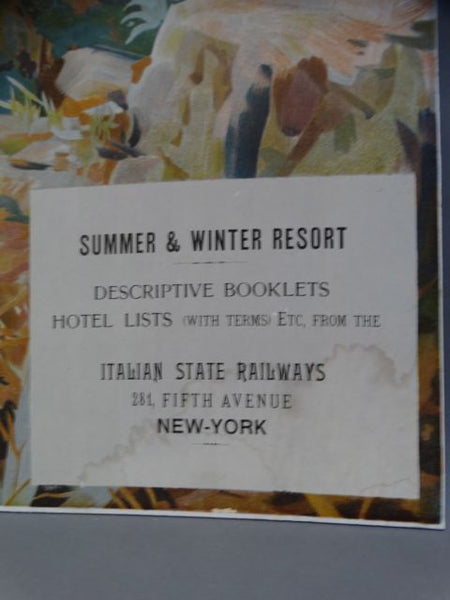 SUMMER & WINTER RESORT
DESCRIPTIVE BOOKLETS
HOTEL LISTS (WITH TERMS) ETC, FROM THE
ITALIAN STATE RAILWAYS
281, FIFTH AVENUE
NEW-YORK